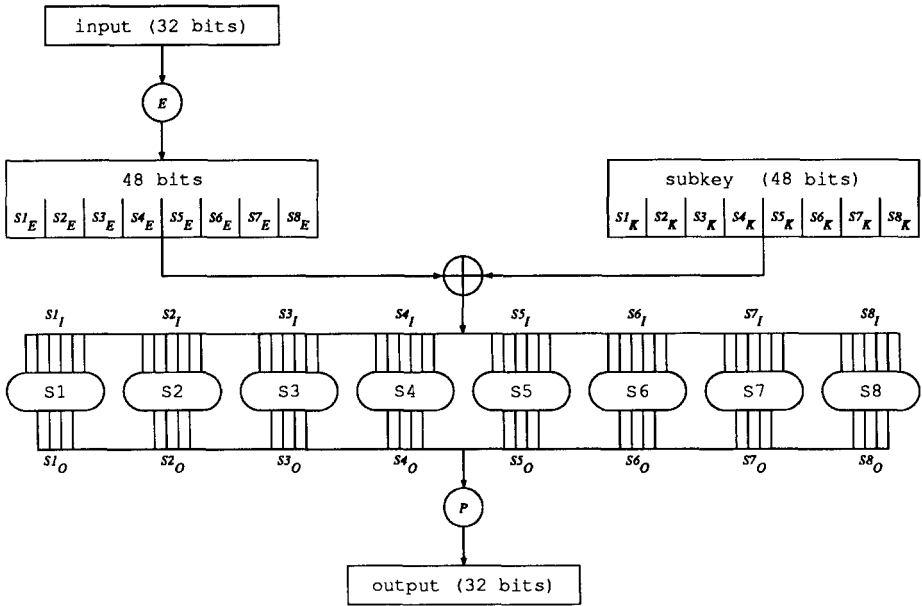 input (32 bits)
E
48 bits
subkey (48 bits)
S1E S2E S3E S4E S5E S6E S7E S8E
S1K S2K S3K S4K S5K S6K S7K S8K
S1I S2I S3I S4I S5I S6I S7I S8I
S1 S2 S3 S4 S5 S6 S7 S8
S1O S2O S3O S4O S5O S6O S7O S8O
P
output (32 bits)